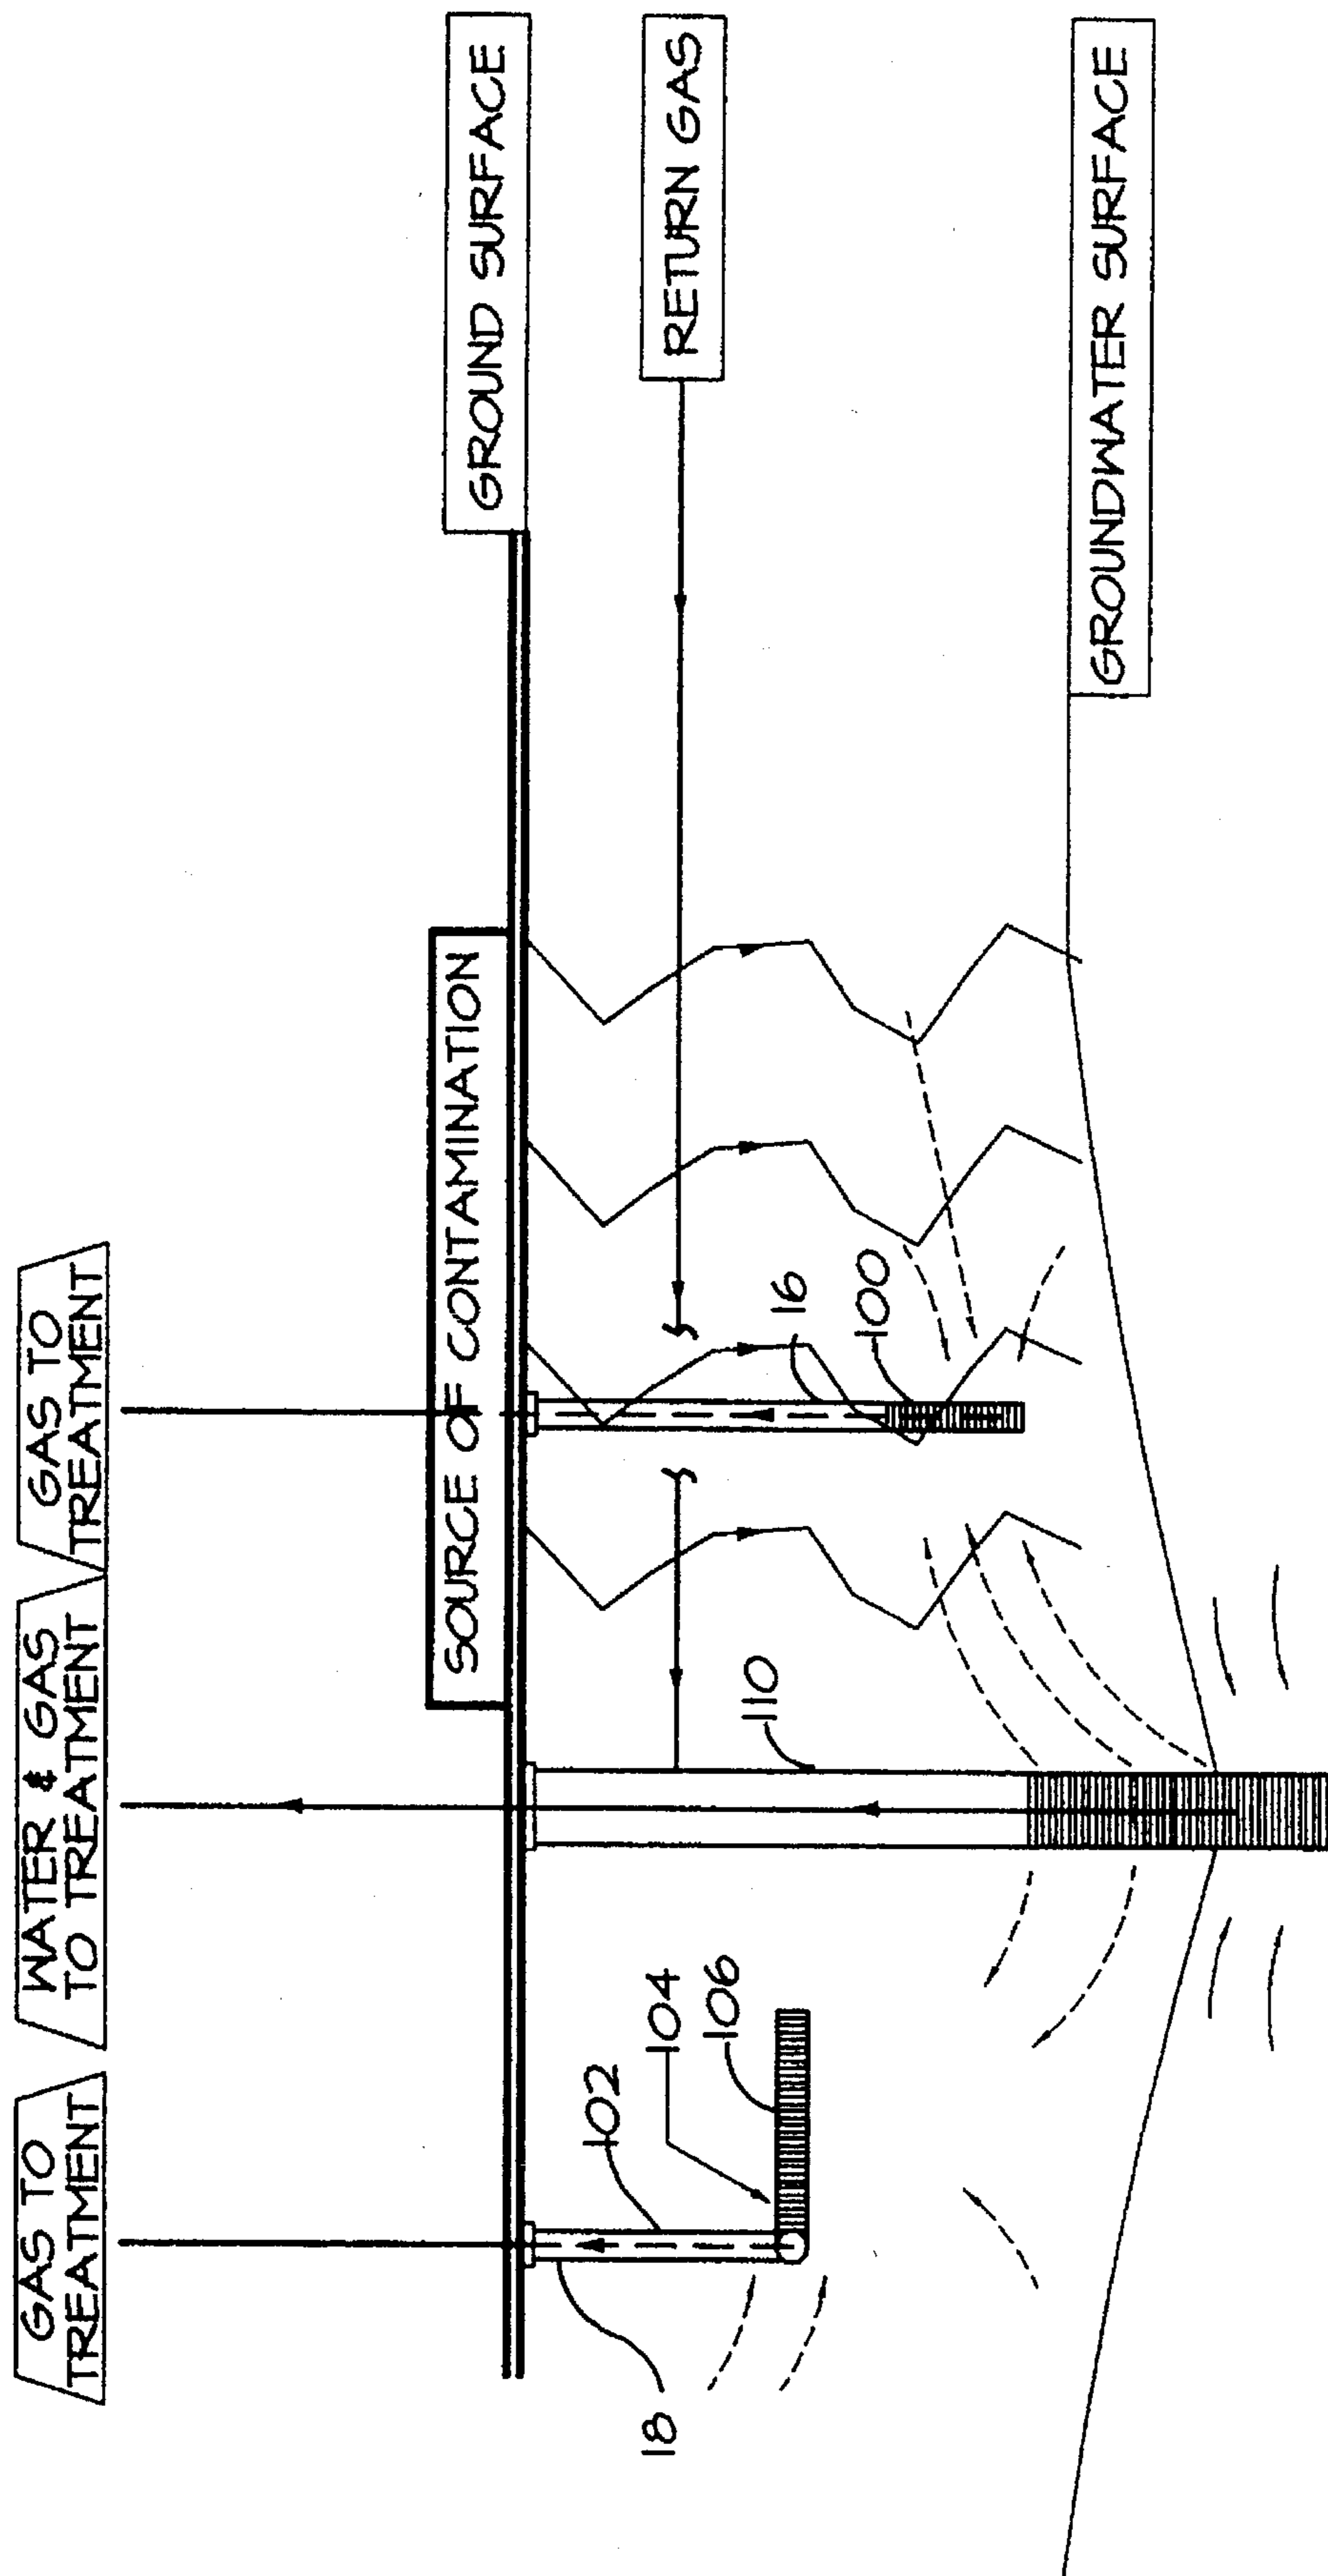 GAS TO
TREATMENT
WATER & GAS
TO TREATMENT
GAS TO
TREATMENT
SOURCE OF CONTAMINATION
GROUND SURFACE
RETURN GAS
18
102
104
106
110
16
100
GROUNDWATER SURFACE